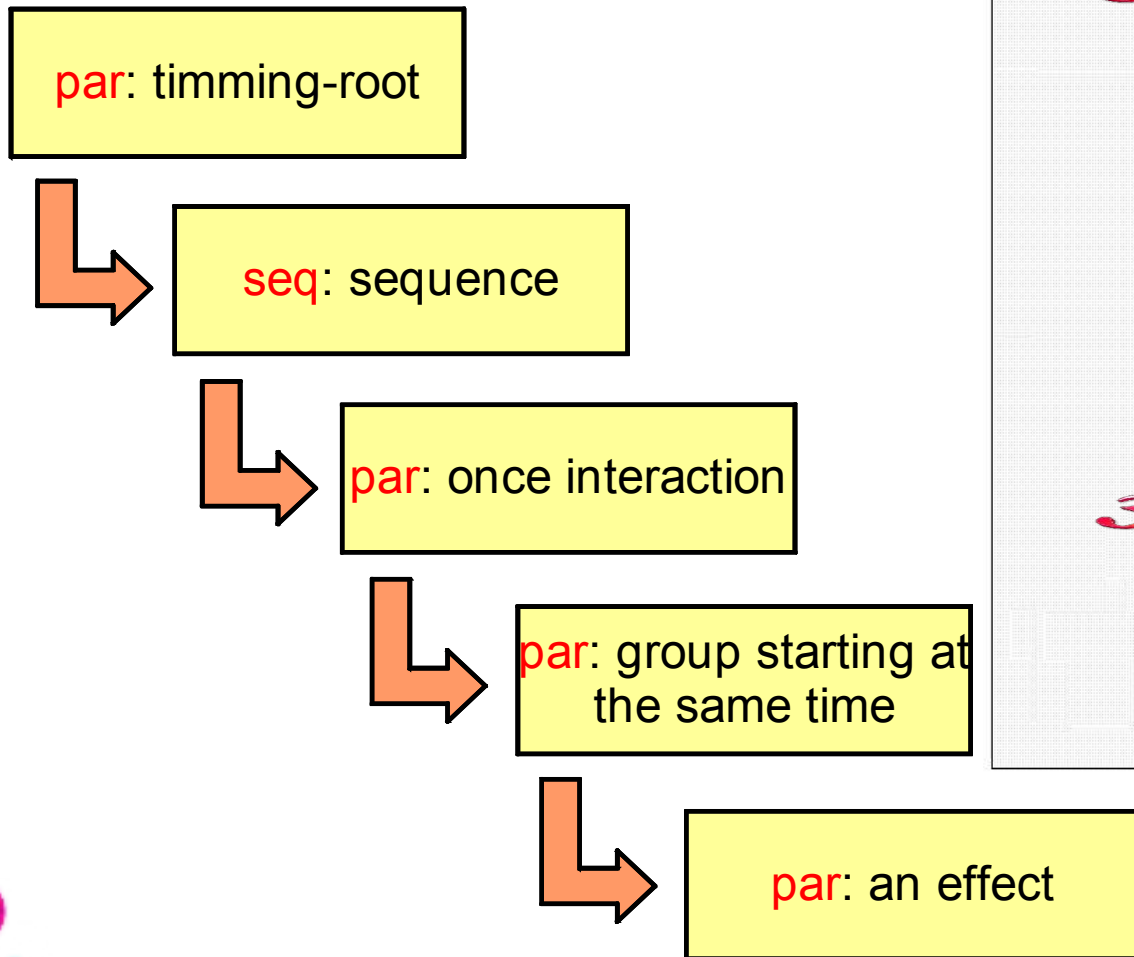 par: timming-root
seq: sequence
par: once interaction
par: group starting at
the same time
par: an effect